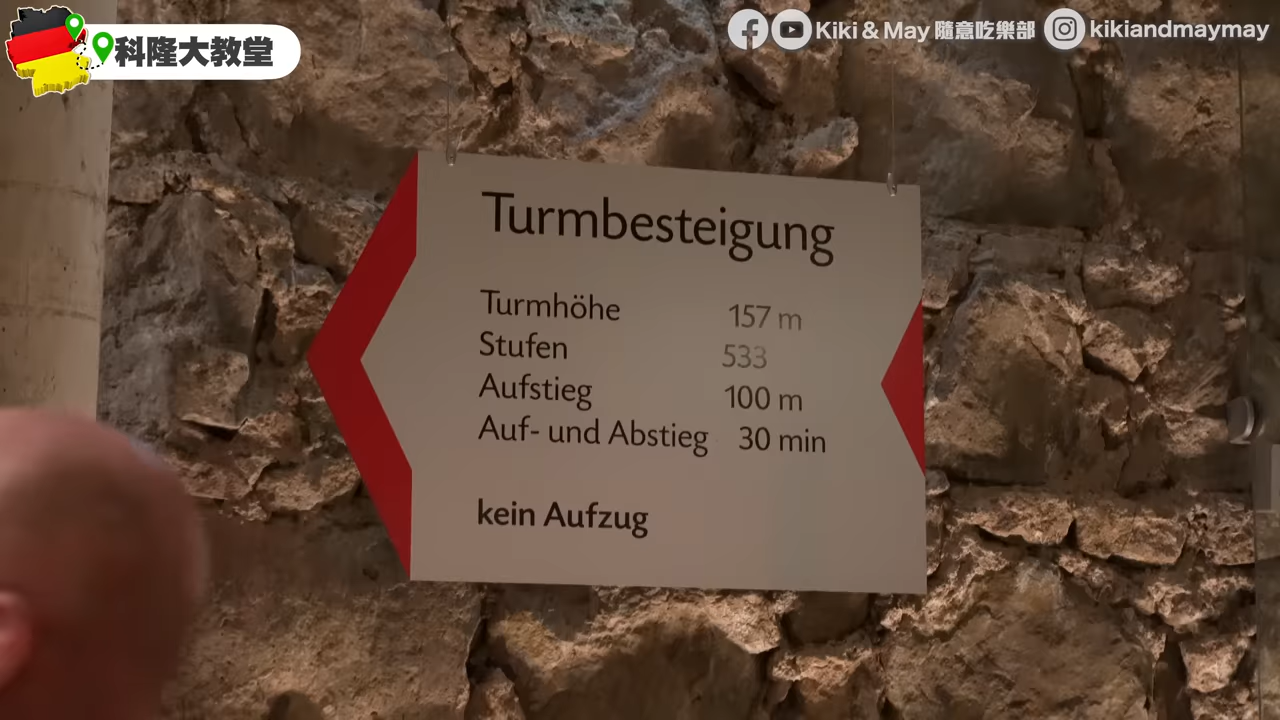 科隆大教堂
Kiki & May 隨意吃樂部 kikiandmaymay
Turmbesteigung
Turmhöhe 157 m
Stufen 533
Aufstieg 100 m
Auf- und Abstieg 30 min
kein Aufzug